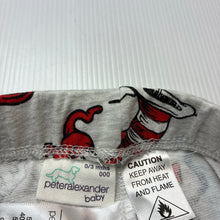 0/3 mths
000
peteralexander
baby
CAUTION
KEEP AWAY
FROM HEAT
AND FLAME